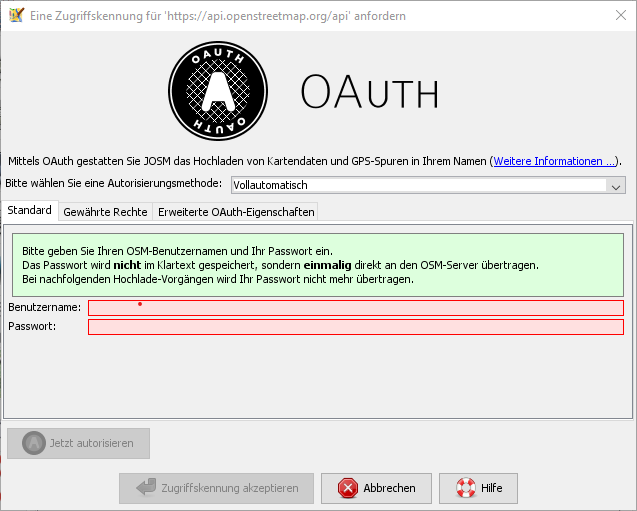 Eine Zugriffskennung für 'https://api.openstreetmap.org/api' anfordern
OAUTH
A
OAUTH
OAUTH
Mittels OAuth gestatten Sie JOSM das Hochladen von Kartendaten und GPS-Spuren in Ihrem Namen (Weitere Informationen ...).
Bitte wählen Sie eine Autorisierungsmethode: Vollautomatisch
Standard Gewährte Rechte Erweiterte OAuth-Eigenschaften
Bitte geben Sie Ihren OSM-Benutzernamen und Ihr Passwort ein.
Das Passwort wird nicht im Klartext gespeichert, sondern einmalig direkt an den OSM-Server übertragen.
Bei nachfolgenden Hochlade-Vorgängen wird Ihr Passwort nicht mehr übertragen.
Benutzername:
Passwort:
A Jetzt autorisieren
Zugriffskennung akzeptieren Abbrechen Hilfe